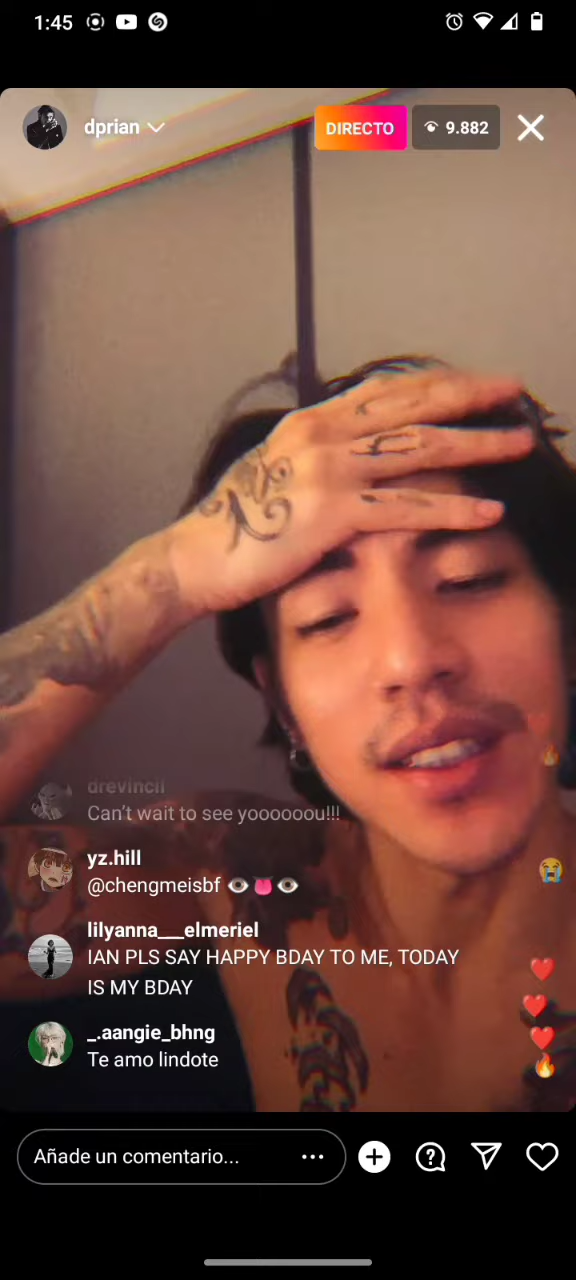 1:45
dprian
DIRECTO
9.882
drevincil
Can't wait to see yoooooou!!!
yz.hill
@chengmeisbf 👁️👅👁️
lilyanna___elmeriel
IAN PLS SAY HAPPY BDAY TO ME, TODAY
IS MY BDAY
_.aangie_bhng
Te amo lindote
Añade un comentario...